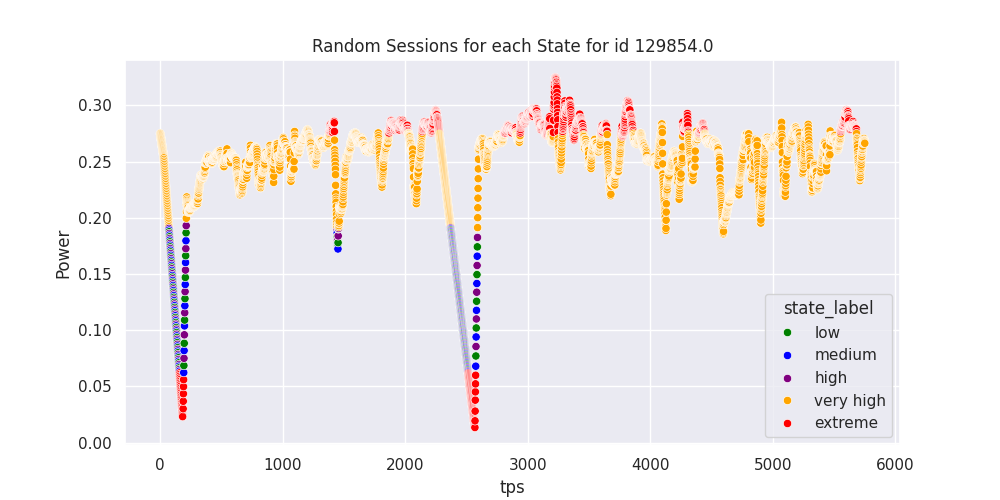 Random Sessions for each State for id 129854.0
Power
0.30
0.25
0.20
0.15
0.10
0.05
0.00
state_label
low
medium
high
very high
extreme
0 1000 2000 3000 4000 5000 6000
tps